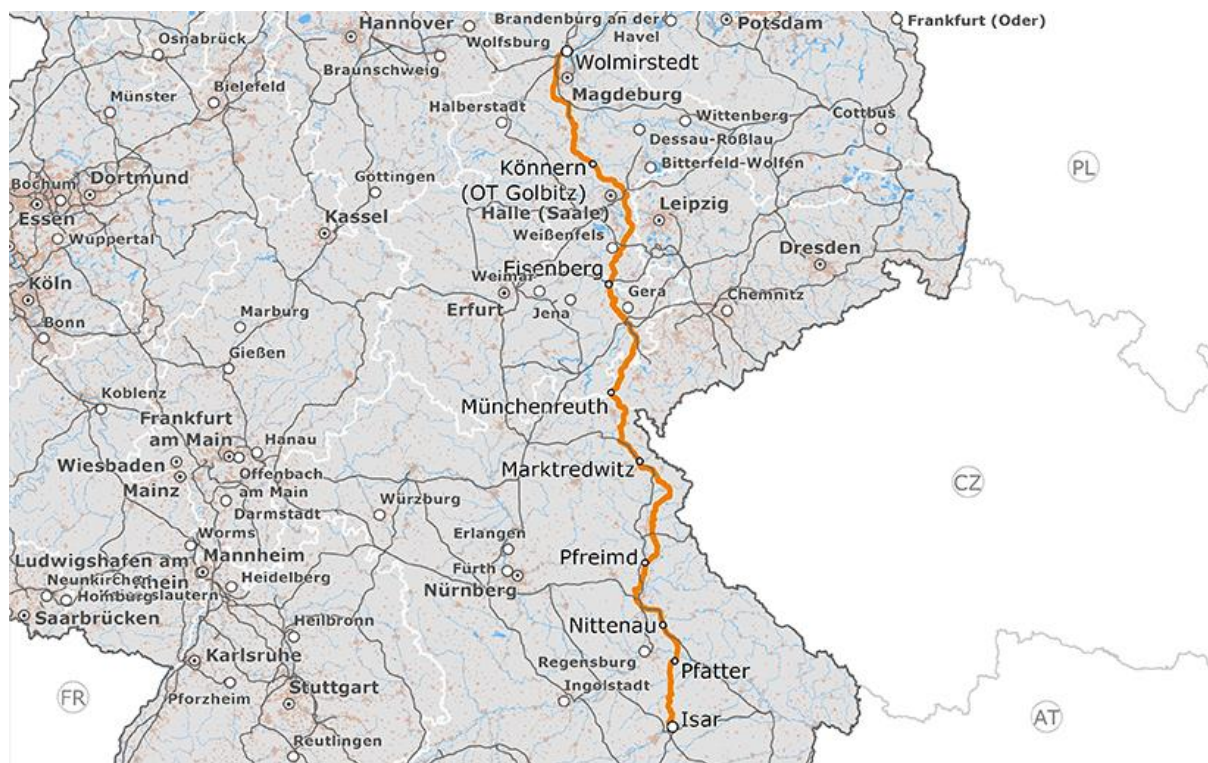 Hannover
Brandenburg an der
Havel
Potsdam
Frankfurt (Oder)
Osnabrück
Wolfsburg
Braunschweig
Wolmirstedt
Bielefeld
Münster
Magdeburg
Halberstadt
Wittenberg
Cottbus
Dessau-Roßlau
Bitterfeld-Wolfen
PL
Könnern
(OT Golbitz)
Halle (Saale)
Leipzig
Göttingen
Dortmund
Bochum
Essen
Kassel
Wuppertal
Weißenfels
Dresden
Eisenberg
Weimar
Köln
Erfurt
Jena
Gera
Chemnitz
Bonn
Marburg
Gießen
Koblenz
Münchenreuth
Frankfurt
am Main
Hanau
Wiesbaden
Offenbach
am Main
Mainz
Marktredwitz
CZ
Darmstadt
Würzburg
Worms
Erlangen
Ludwigshafen am
Rhein
Mannheim
Pfreimd
Fürth
Neunkirchen
Homburg
Heidelberg
Nürnberg
Saarbrücken
Heilbronn
Nittenau
Karlsruhe
Regensburg
Pfatter
FR
Pforzheim
Stuttgart
Ingolstadt
Isar
AT
Reutlingen